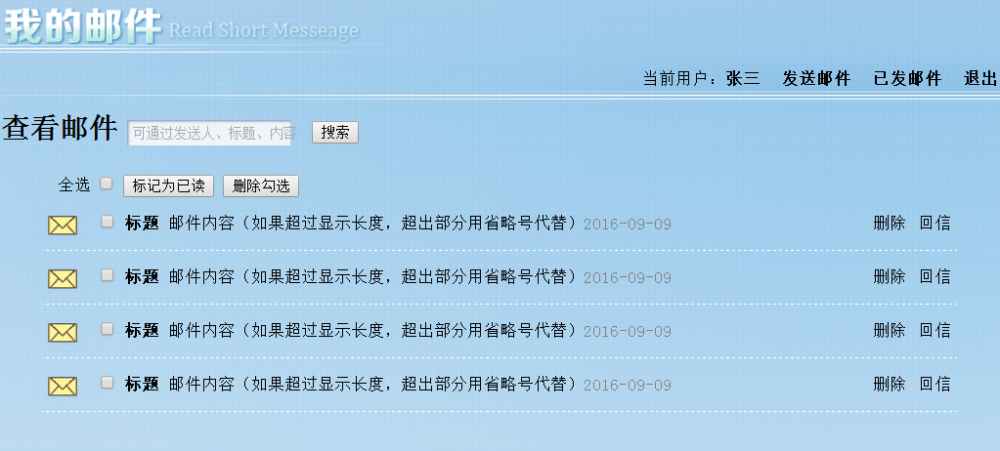 我的邮件 Read Short Messeage
当前用户：张三 发送邮件 已发邮件 退出
查看邮件 可通过发送人、标题、内容 搜索
全选 标记为已读 删除勾选
标题 邮件内容（如果超过显示长度，超出部分用省略号代替）2016-09-09 删除 回信
标题 邮件内容（如果超过显示长度，超出部分用省略号代替）2016-09-09 删除 回信
标题 邮件内容（如果超过显示长度，超出部分用省略号代替）2016-09-09 删除 回信
标题 邮件内容（如果超过显示长度，超出部分用省略号代替）2016-09-09 删除 回信